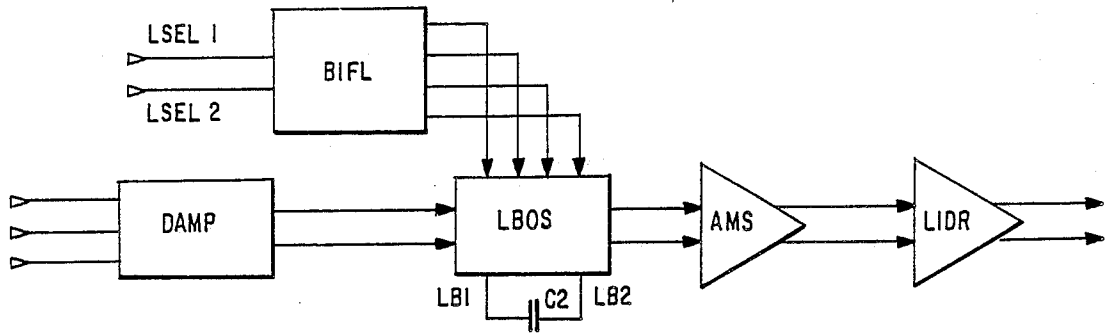 LSEL 1
BIFL
LSEL 2
DAMP
LBOS
AMS
LIDR
LB1
C2
LB2